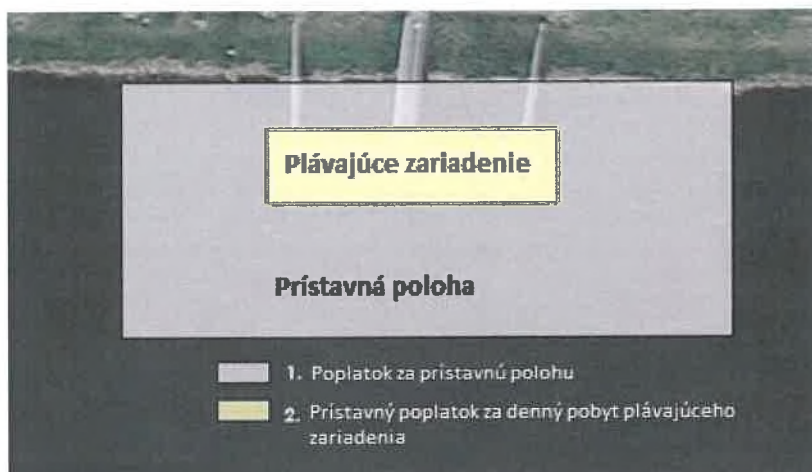 Plávajúce zariadenie
Prístavná poloha
1. Poplatok za prístavnú polohu
2. Prístavný poplatok za denný pobyt plávajúceho
zariadenia